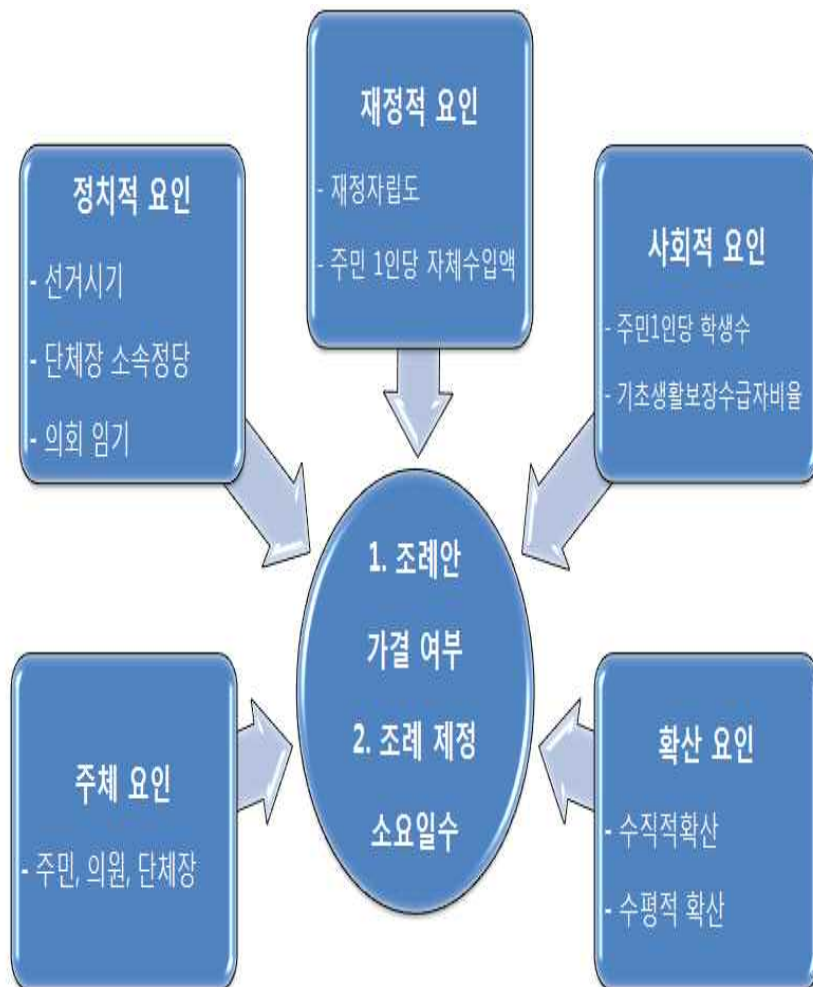 재정적 요인
- 재정자립도
- 주민 1인당 자체수입액
정치적 요인
- 선거시기
- 단체장 소속정당
- 의회 임기
사회적 요인
- 주민1인당 학생수
- 기초생활보장수급자비율
1. 조례안
가결 여부
2. 조례 제정
소요일수
주체 요인
- 주민, 의원, 단체장
확산 요인
- 수직적확산
- 수평적 확산